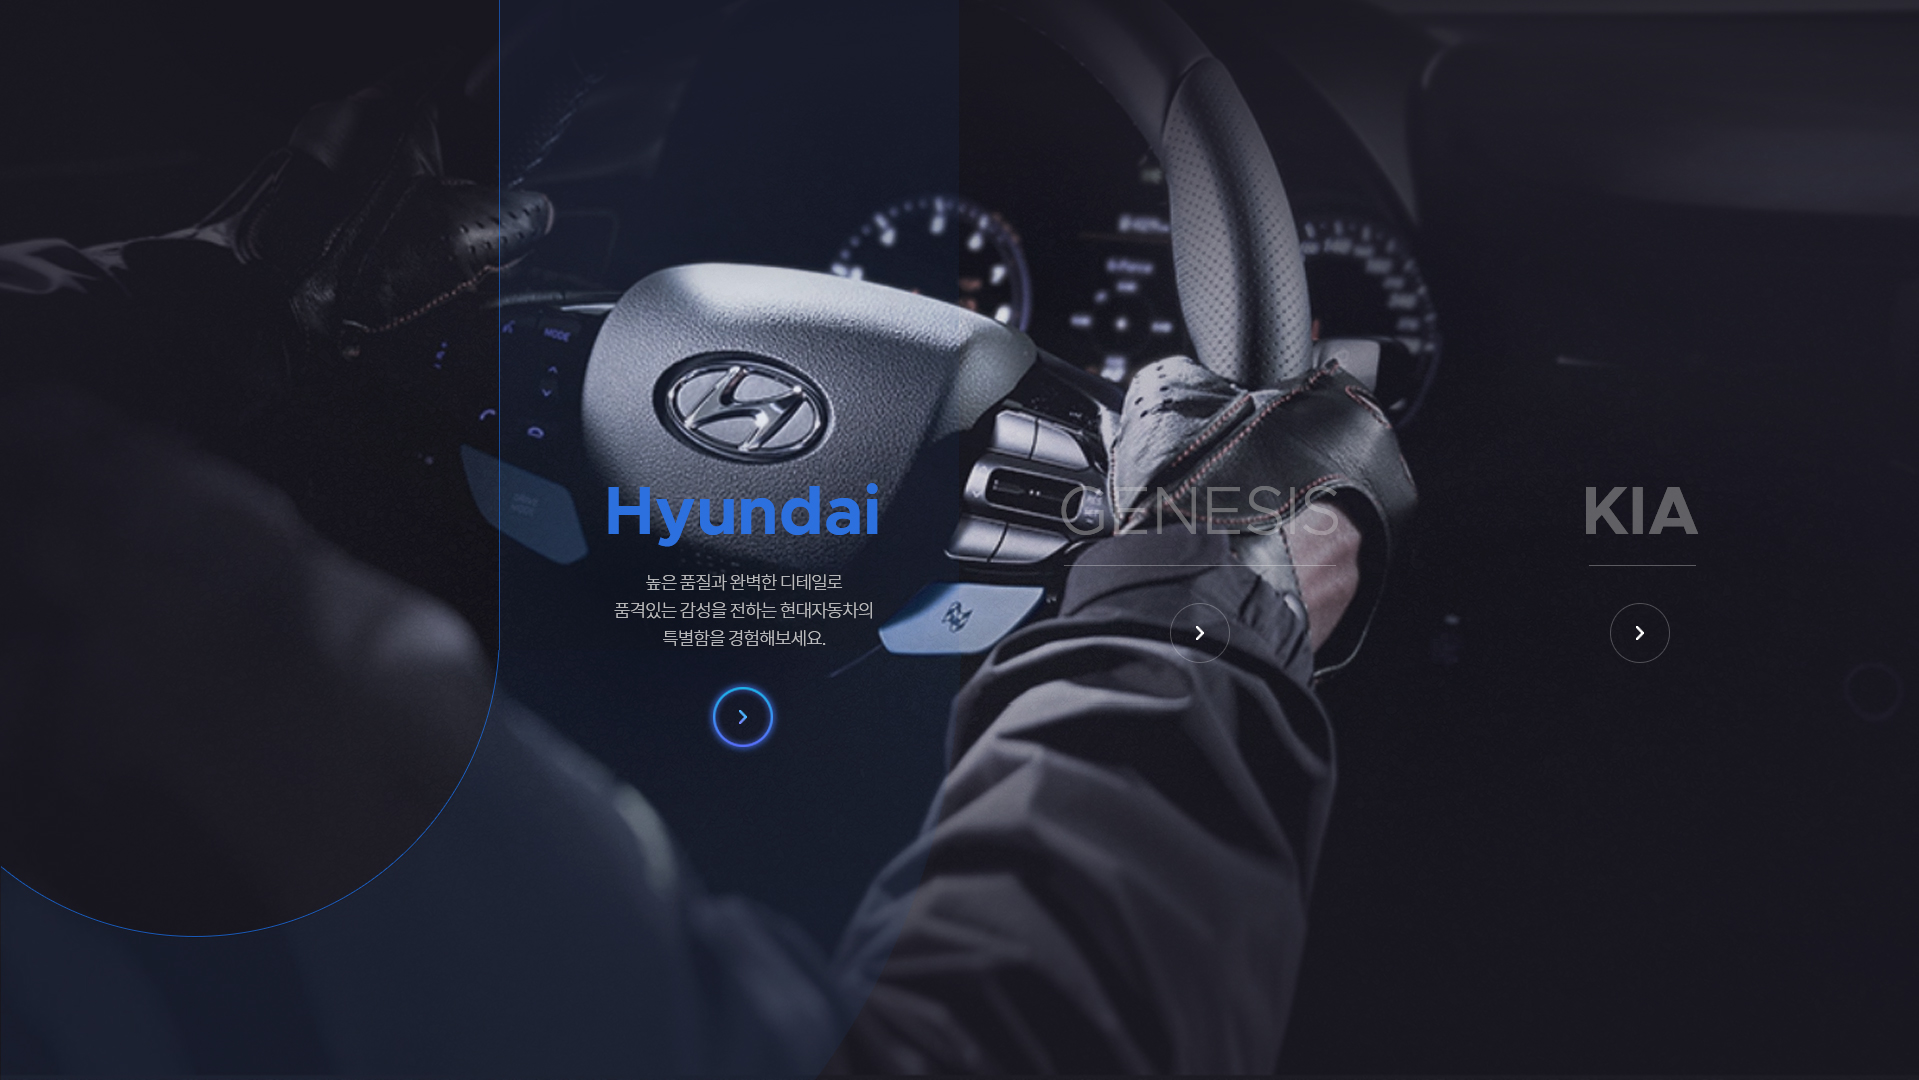 MODE
Hyundai
높은 품질과 완벽한 디테일로
품격있는 감성을 전하는 현대자동차의
특별함을 경험해보세요.
GENESIS
KIA